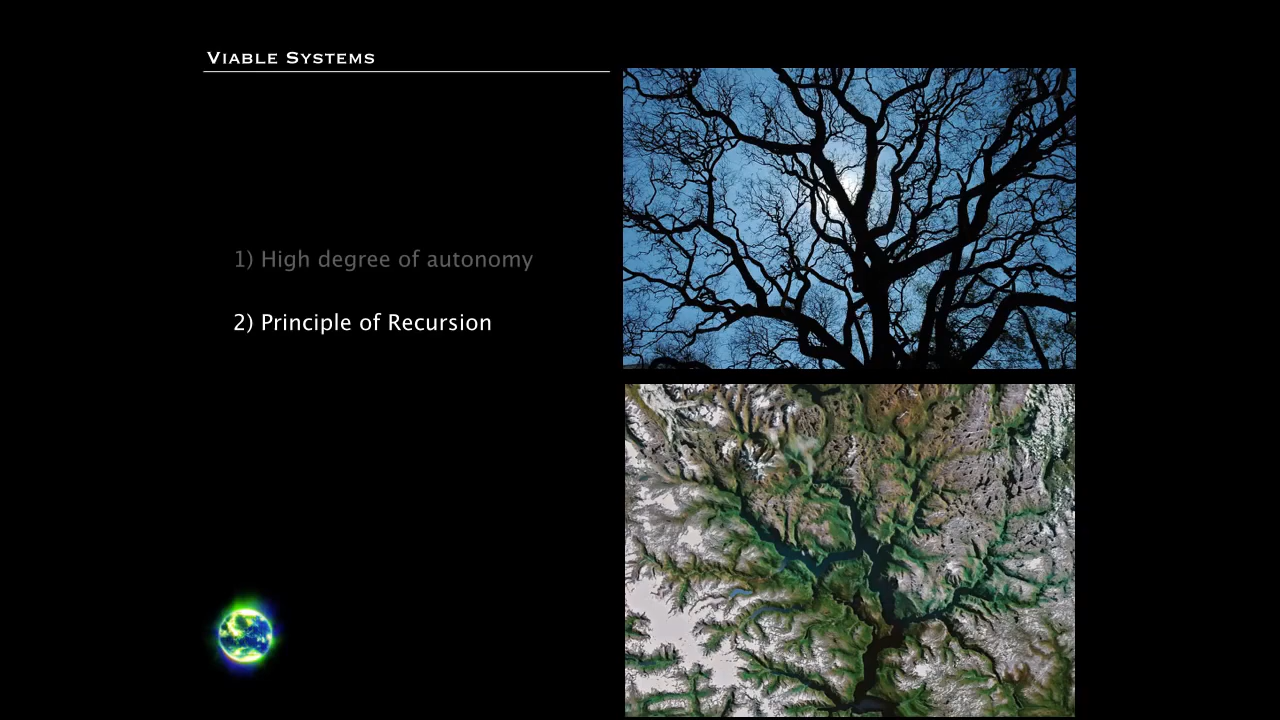 Viable Systems
1) High degree of autonomy
2) Principle of Recursion